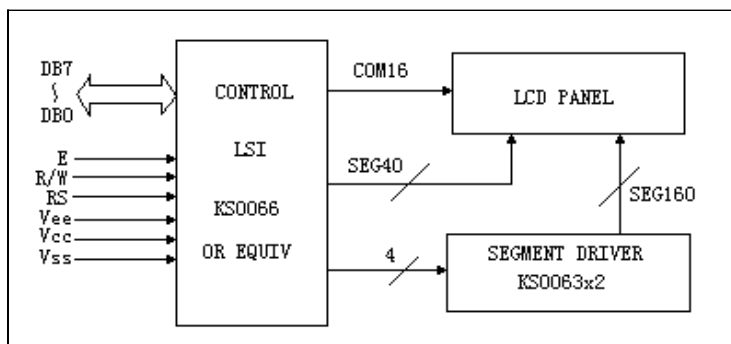 DB7
~
DB0
E
R/W
RS
Vee
Vcc
Vss
CONTROL
LSI
KS0066
OR EQUIV
COM16
SEG40
4
LCD PANEL
SEG160
SEGMENT DRIVER
KS0063x2